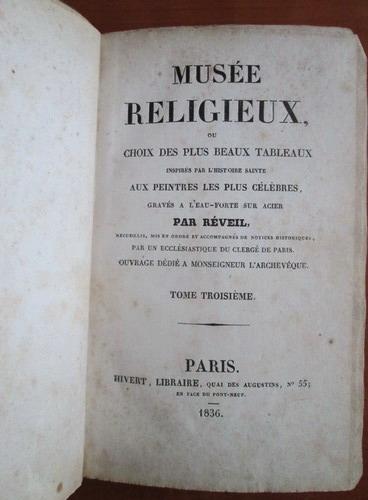 MUSÉE
RELIGIEUX,
OU
CHOIX DES PLUS BEAUX TABLEAUX
INSPIRÉS PAR L'HISTOIRE SAINTE
AUX PEINTRES LES PLUS CÉLÈBRES,
GRAVÉS A L'EAU-FORTE SUR ACIER
PAR RÉVEIL,
RECUEILLIS, MIS EN ORDRE ET ACCOMPAGNÉS DE NOTICES HISTORIQUES,
PAR UN ECCLÉSIASTIQUE DU CLERGÉ DE PARIS.
OUVRAGE DÉDIÉ A MONSEIGNEUR L'ARCHEVÊQUE.
TOME TROISIÈME.
PARIS.
HIVERT, LIBRAIRE, QUAI DES AUGUSTINS, Nº 55;
EN FACE DU PONT-NEUF.
1836.